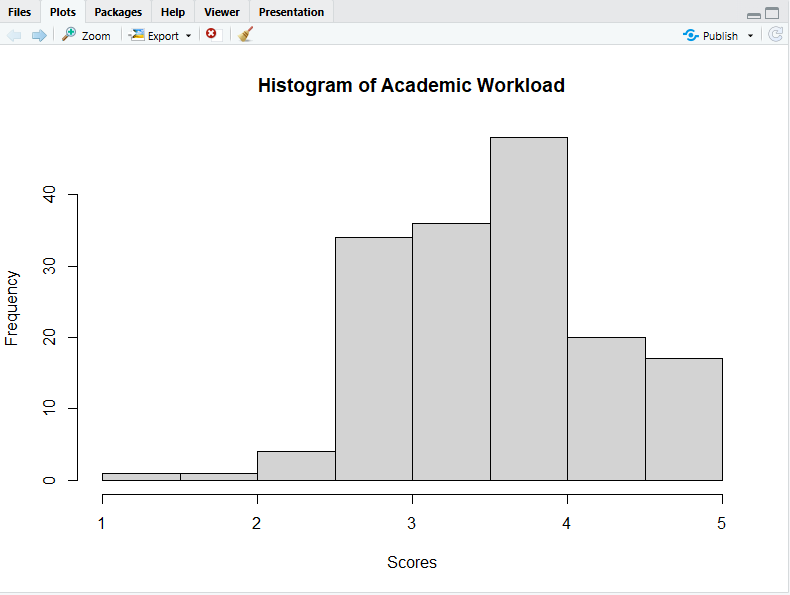 Files Plots Packages Help Viewer Presentation
Zoom Export Publish
Histogram of Academic Workload
40
30
20
10
0
Frequency
1 2 3 4 5
Scores